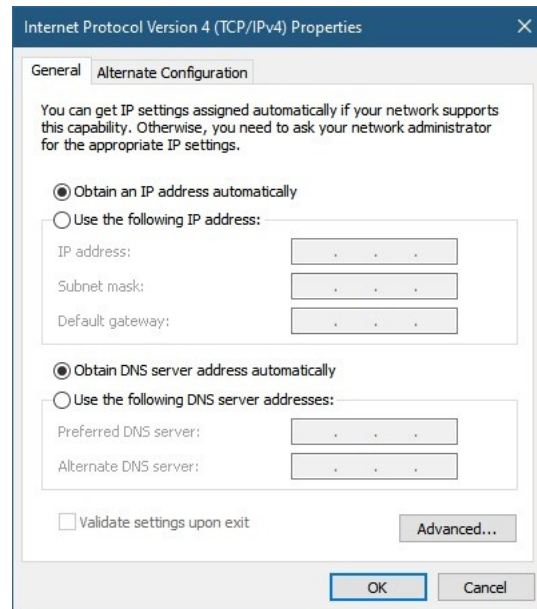 Internet Protocol Version 4 (TCP/IPv4) Properties
General
Alternate Configuration
You can get IP settings assigned automatically if your network supports
this capability. Otherwise, you need to ask your network administrator
for the appropriate IP settings.
Obtain an IP address automatically
Use the following IP address:
IP address:
Subnet mask:
Default gateway:
Obtain DNS server address automatically
Use the following DNS server addresses:
Preferred DNS server:
Alternate DNS server:
Validate settings upon exit
Advanced...
OK
Cancel